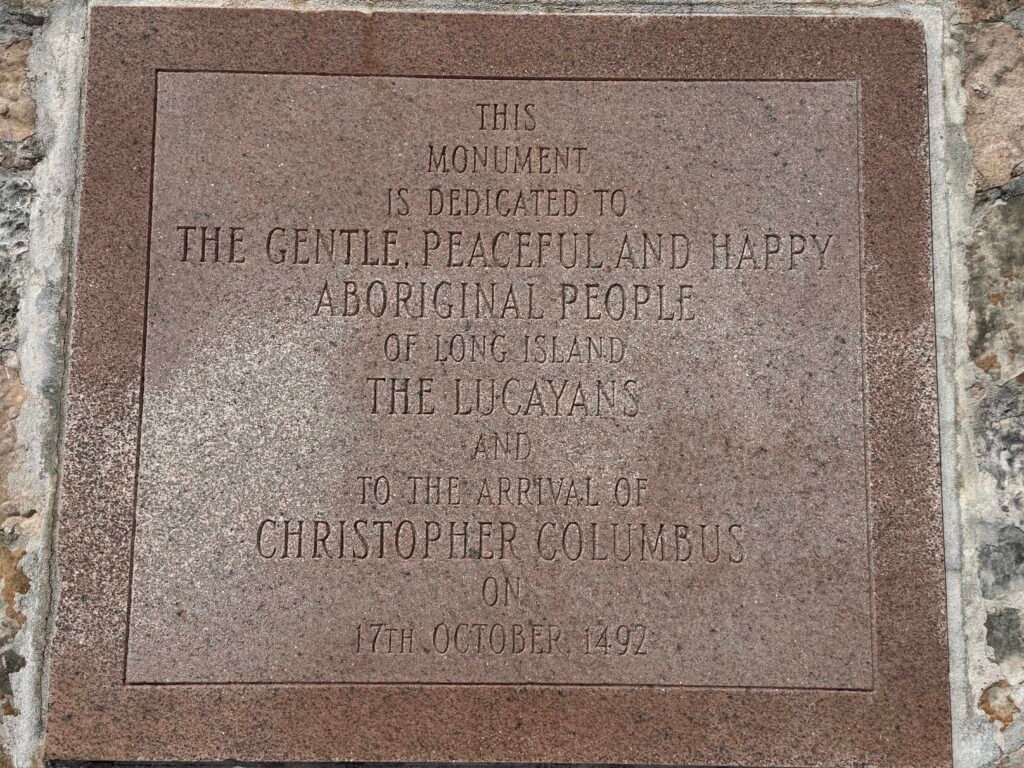 THIS
MONUMENT
IS DEDICATED TO
THE GENTLE, PEACEFUL AND HAPPY
ABORIGINAL PEOPLE
OF LONG ISLAND
THE LUCAYANS
AND
TO THE ARRIVAL OF
CHRISTOPHER COLUMBUS
ON
17TH OCTOBER 1492